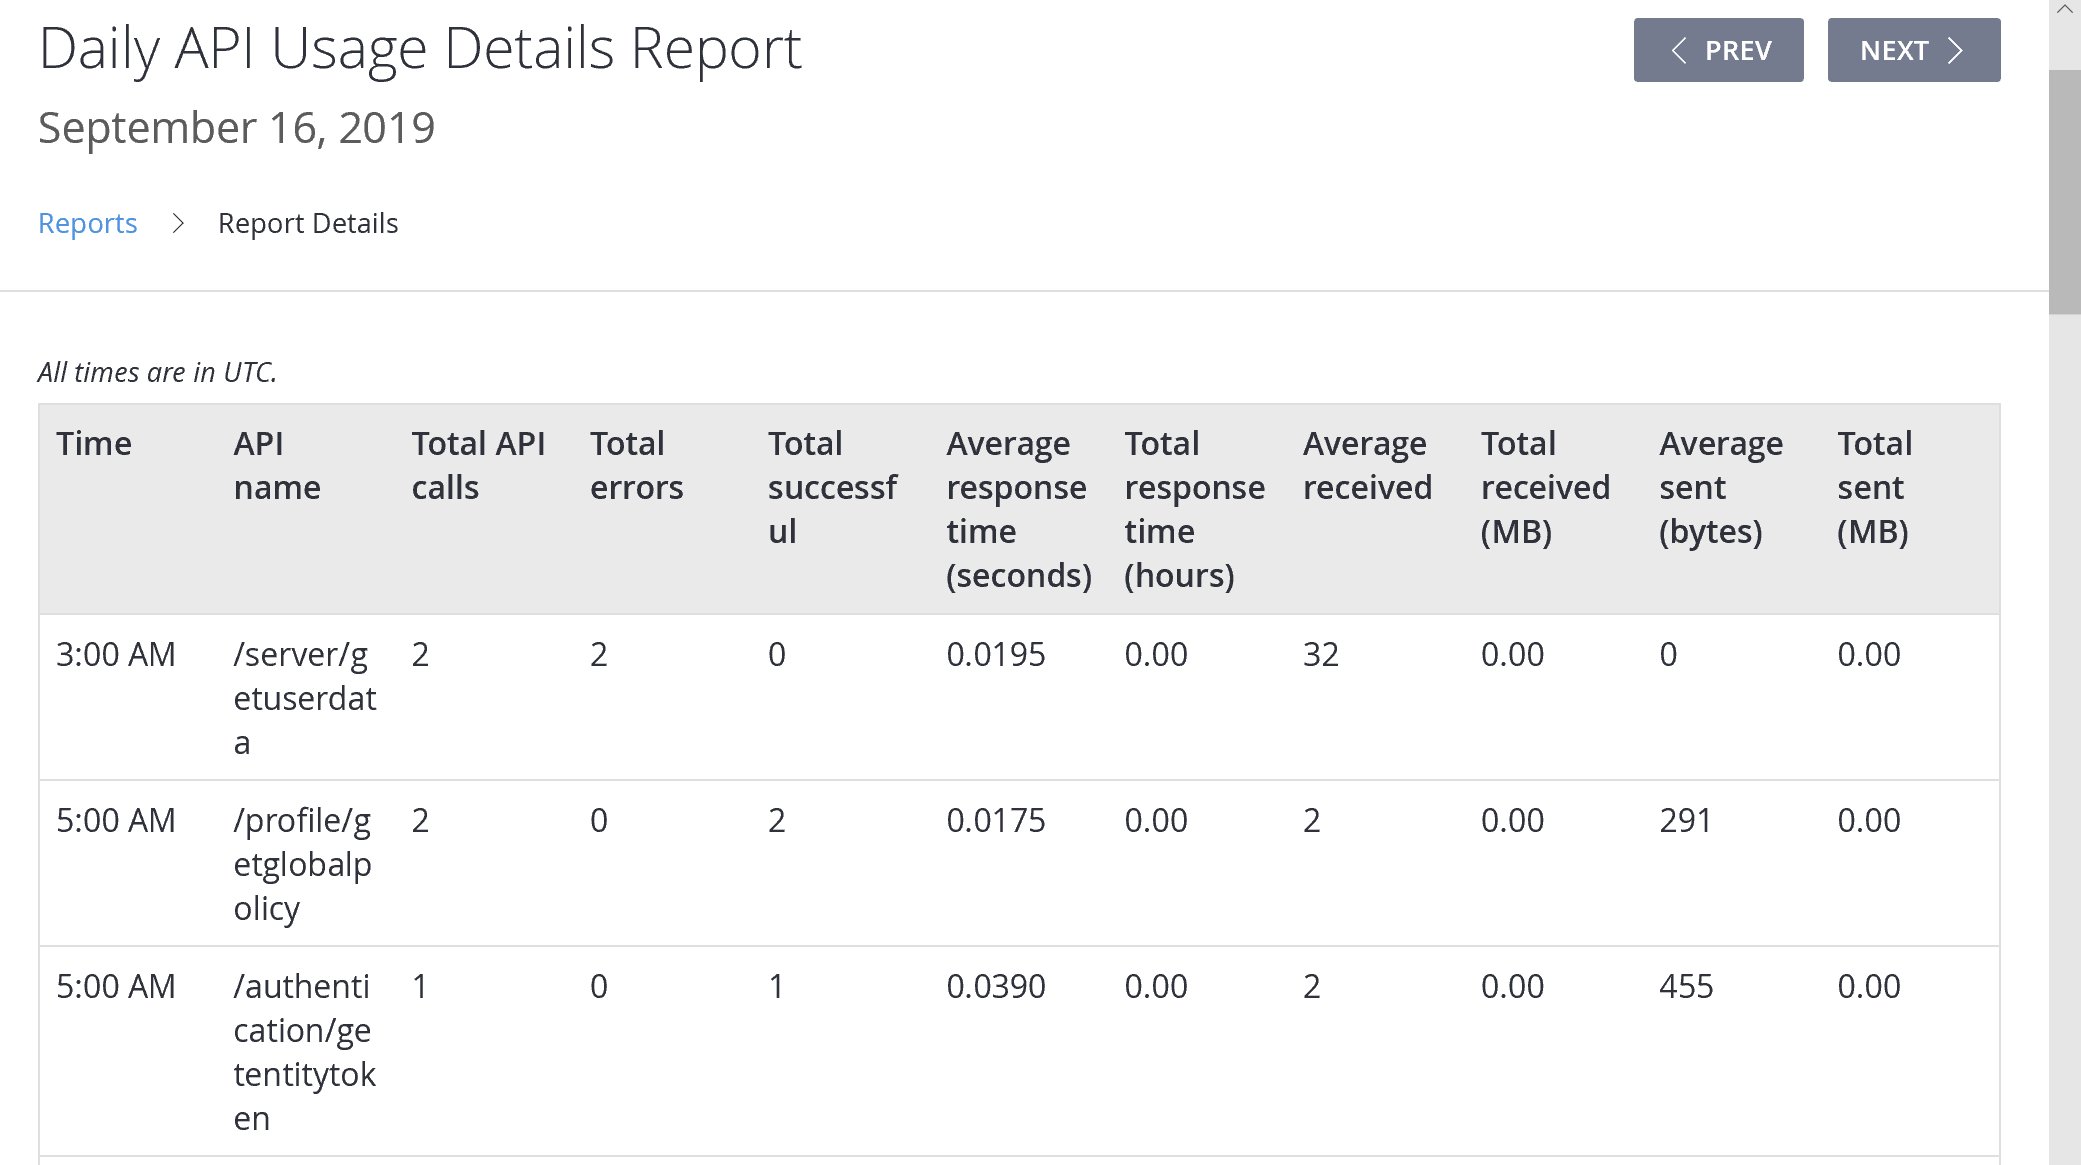 Daily API Usage Details Report
PREV
NEXT
September 16, 2019
Reports
Report Details
All times are in UTC.
Time API name Total API calls Total errors Total successful Average response time (seconds) Total response time (hours) Average received Total received (MB) Average sent (bytes) Total sent (MB)
3:00 AM /server/getuserdata 2 2 0 0.0195 0.00 32 0.00 0 0.00
5:00 AM /profile/getglobalpolicy 2 0 2 0.0175 0.00 2 0.00 291 0.00
5:00 AM /authentication/getentitytoken 1 0 1 0.0390 0.00 2 0.00 455 0.00